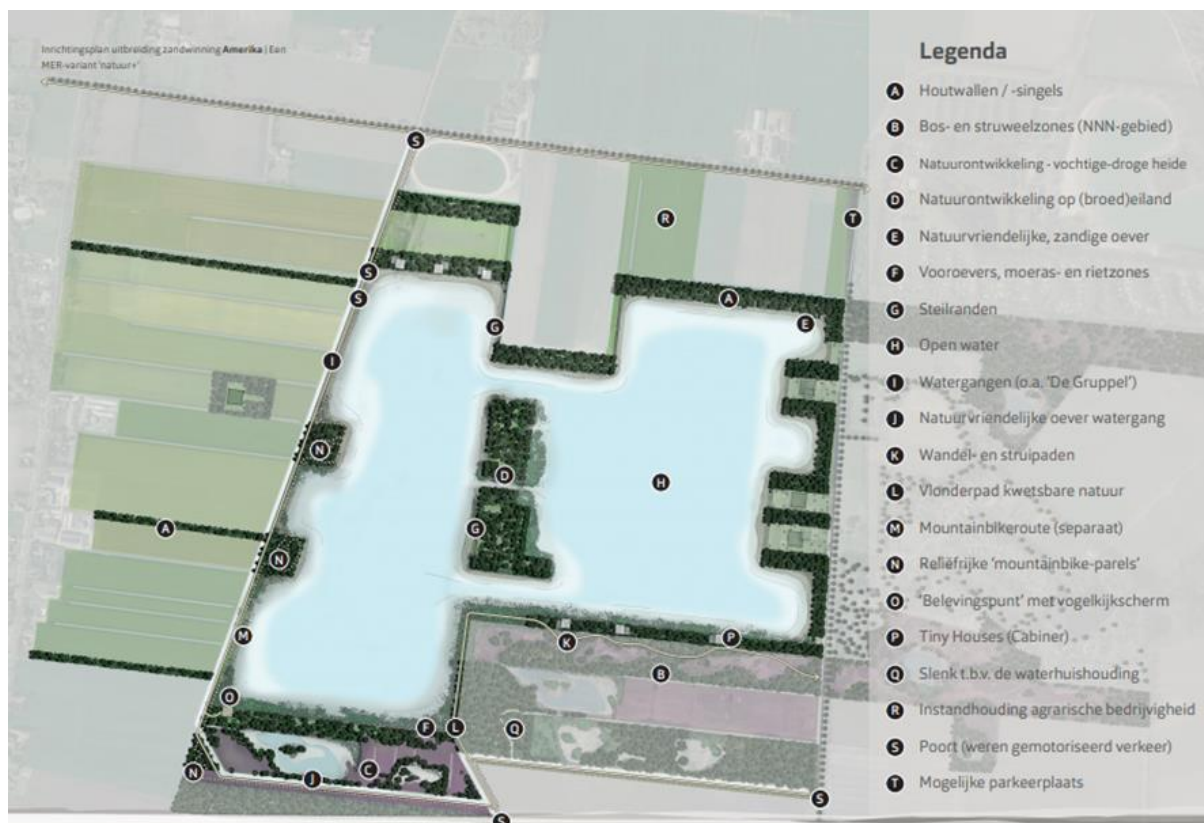 Inrichtingsplan uitbreiding zandwinning Amerika | Een
MER-variant 'natuur+'
Legenda
A Houtwallen / -singels
B Bos- en struweelzones (NNN-gebied)
C Natuurontwikkeling - vochtige-droge heide
D Natuurontwikkeling op (broed)eiland
E Natuurvriendelijke, zandige oever
F Vooroevers, moeras- en rietzones
G Steilranden
H Open water
I Watergangen (o.a. 'De Gruppel')
J Natuurvriendelijke oever watergang
K Wandel- en struipaden
L Vlonderpad kwetsbare natuur
M Mountainbikeroute (separaat)
N Reliëfrijke 'mountainbike-parels'
O 'Belevingspunt' met vogelkijkscherm
P Tiny Houses (Cabiner)
Q Slenk t.b.v. de waterhuishouding
R Instandhouding agrarische bedrijvigheid
S Poort (weren gemotoriseerd verkeer)
T Mogelijke parkeerplaats
S
R
T
S
S
A
E
G
I
N
D
H
G
A
N
M
K
P
B
O
F
L
Q
N
J
C
S
S